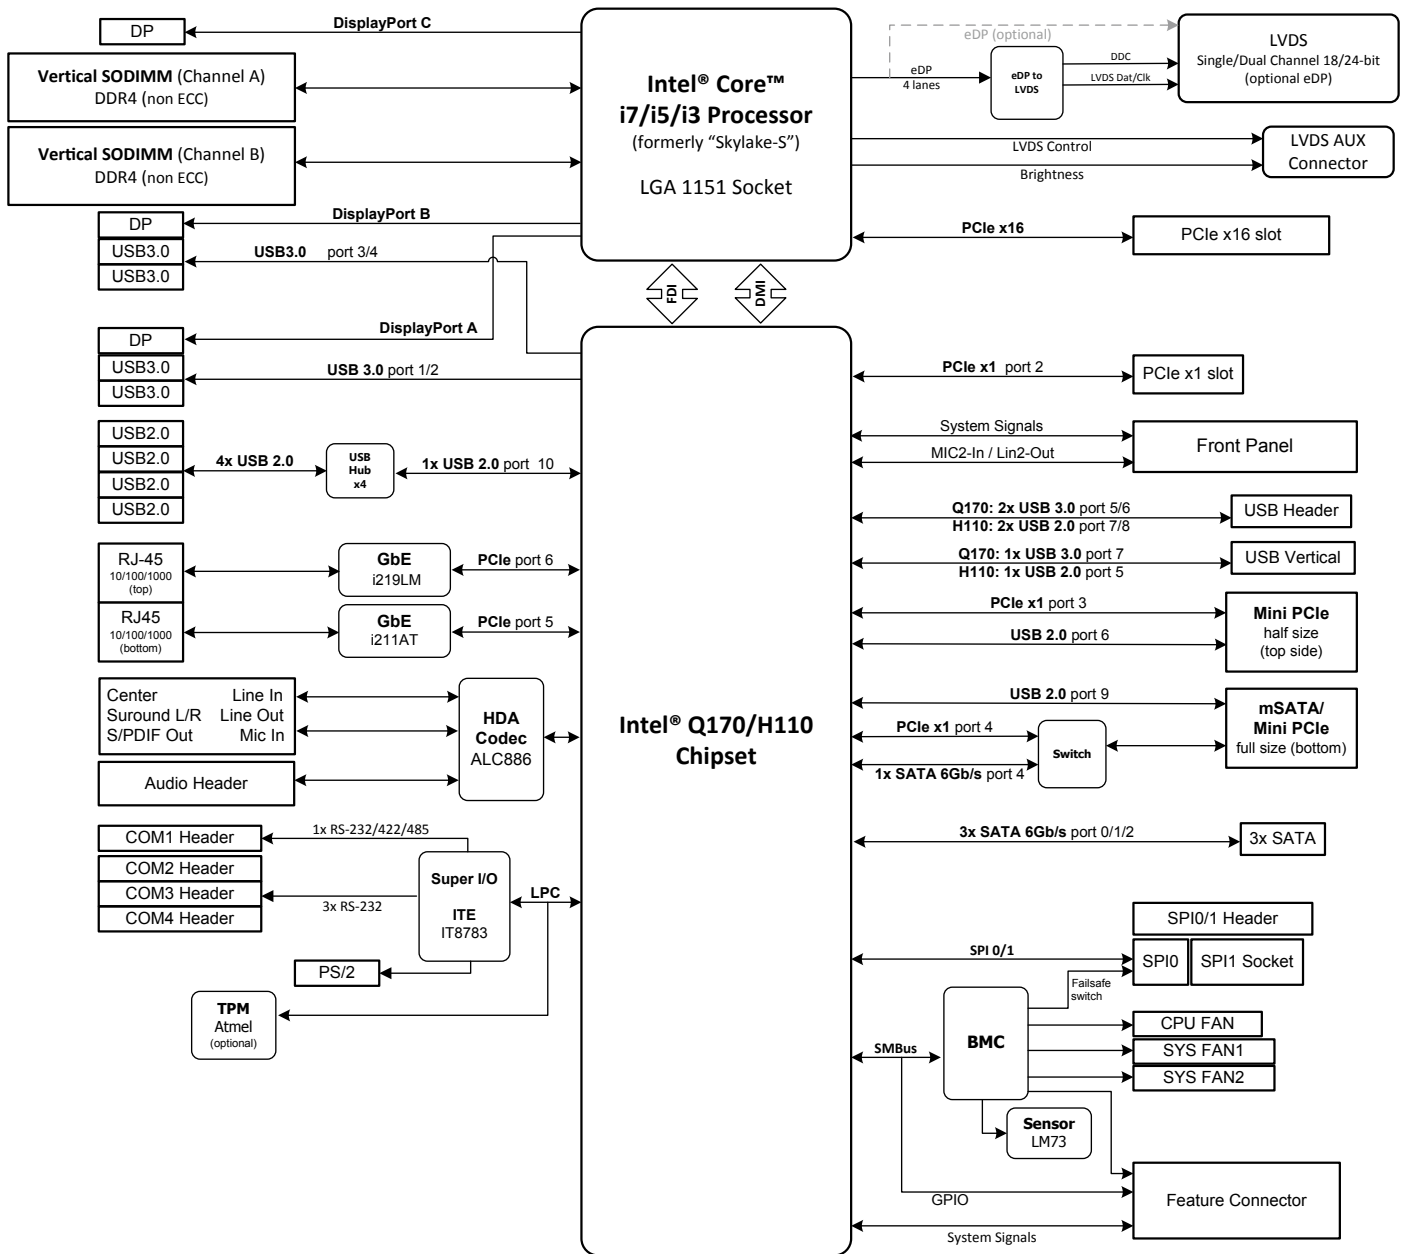 DP
DisplayPort C
Vertical SODIMM (Channel A)
DDR4 (non ECC)
Vertical SODIMM (Channel B)
DDR4 (non ECC)
DP
DisplayPort B
USB3.0
USB3.0
USB3.0 port 3/4
DP
DisplayPort A
USB3.0
USB3.0
USB 3.0 port 1/2
USB2.0
USB2.0
USB2.0
USB2.0
4x USB 2.0
USB
Hub
x4
1x USB 2.0 port 10
RJ-45
10/100/1000
(top)
GbE
i219LM
PCIe port 6
RJ45
10/100/1000
(bottom)
GbE
i211AT
PCIe port 5
Center Line In
Suround L/R Line Out
S/PDIF Out Mic In
Audio Header
HDA
Codec
ALC886
COM1 Header
1x RS-232/422/485
COM2 Header
COM3 Header
COM4 Header
3x RS-232
Super I/O
ITE
IT8783
LPC
PS/2
TPM
Atmel
(optional)
Intel® Core™
i7/i5/i3 Processor
(formerly “Skylake-S”)
LGA 1151 Socket
FDI
DMI
Intel® Q170/H110
Chipset
eDP (optional)
eDP
4 lanes
eDP to
LVDS
DDC
LVDS Dat/Clk
LVDS
Single/Dual Channel 18/24-bit
(optional eDP)
LVDS Control
Brightness
LVDS AUX
Connector
PCIe x16
PCIe x16 slot
PCIe x1 port 2
PCIe x1 slot
System Signals
MIC2-In / Lin2-Out
Front Panel
Q170: 2x USB 3.0 port 5/6
H110: 2x USB 2.0 port 7/8
USB Header
Q170: 1x USB 3.0 port 7
H110: 1x USB 2.0 port 5
USB Vertical
PCIe x1 port 3
USB 2.0 port 6
Mini PCIe
half size
(top side)
USB 2.0 port 9
PCIe x1 port 4
1x SATA 6Gb/s port 4
Switch
mSATA/
Mini PCIe
full size (bottom)
3x SATA 6Gb/s port 0/1/2
3x SATA
SPI0/1 Header
SPI 0/1
SPI0
SPI1 Socket
Failsafe
switch
BMC
SMBus
CPU FAN
SYS FAN1
SYS FAN2
Sensor
LM73
GPIO
System Signals
Feature Connector